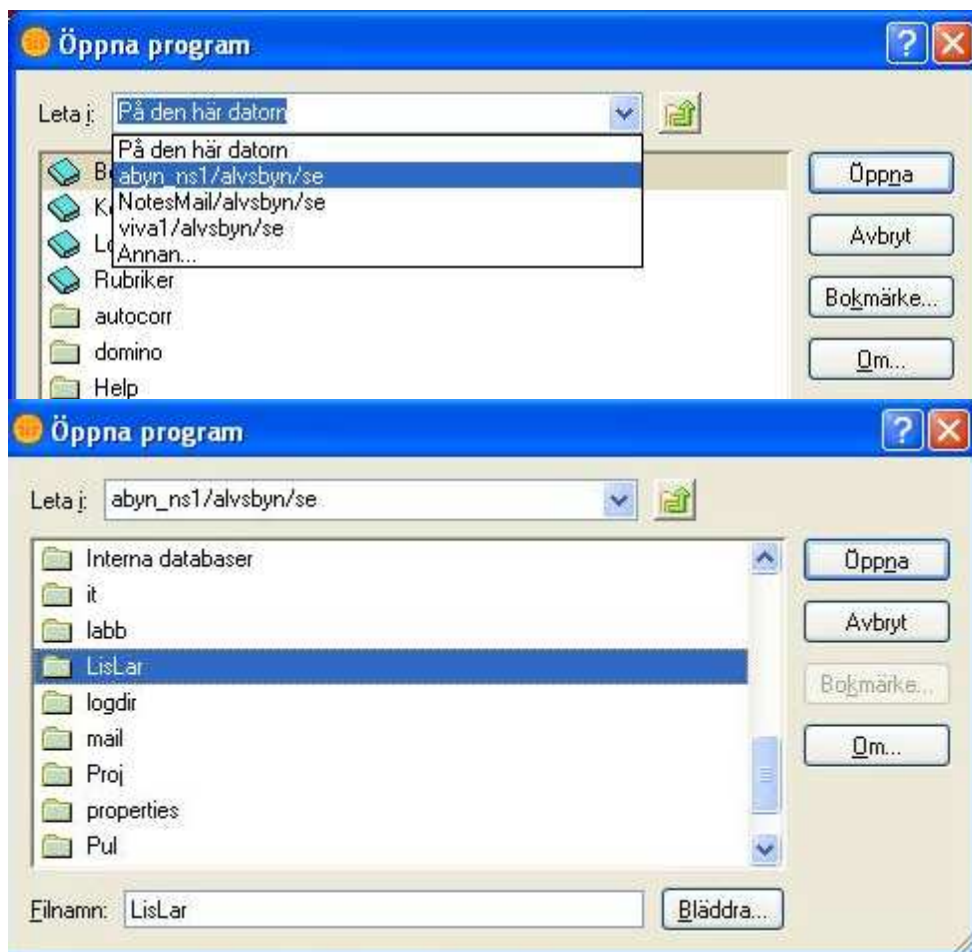 Öppna program
Leta i: På den här datorn
På den här datorn
abyn_ns1/alvsbyn/se
NotesMail/alvsbyn/se
viva1/alvsbyn/se
Annan...
Rubriker
autocorr
domino
Help
Öppna
Avbryt
Bokmärke...
Om...
Öppna program
Leta i: abyn_ns1/alvsbyn/se
Interna databaser
it
labb
LisLar
logdir
mail
Proj
properties
Pul
Öppna
Avbryt
Bokmärke...
Om...
Filnamn: LisLar
Bläddra...